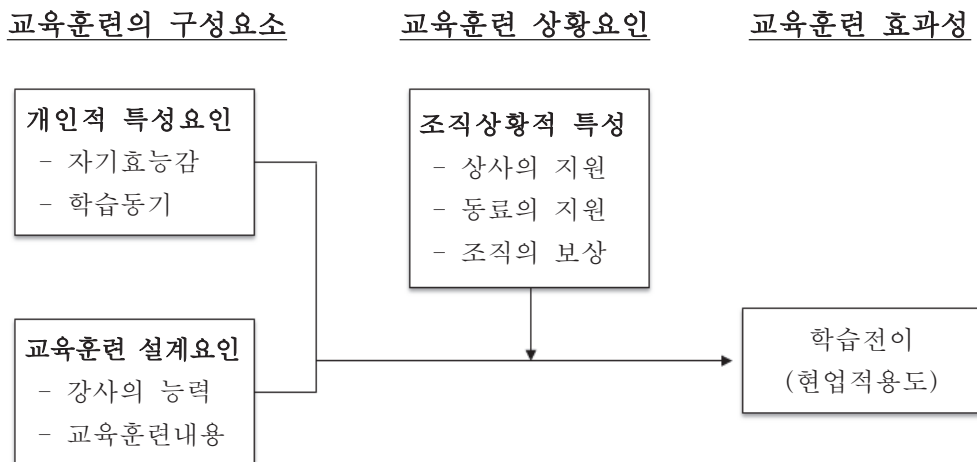 교육훈련의 구성요소
교육훈련 상황요인
교육훈련 효과성
개인적 특성요인
- 자기효능감
- 학습동기
조직상황적 특성
- 상사의 지원
- 동료의 지원
- 조직의 보상
교육훈련 설계요인
- 강사의 능력
- 교육훈련내용
학습전이
(현업적용도)